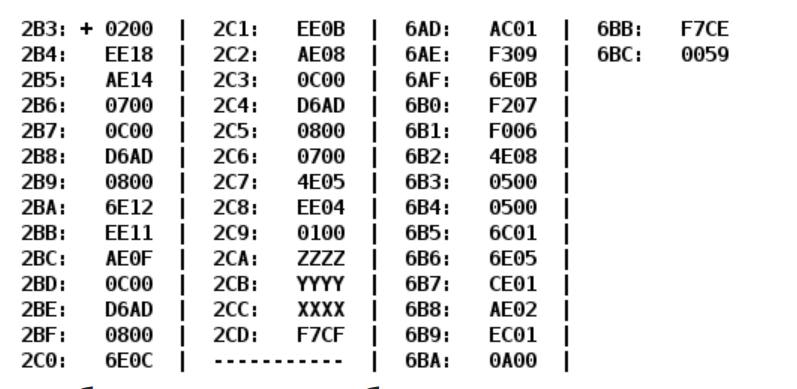 2B3: + 0200 | 2C1: EE0B | 6AD: AC01 | 6BB: F7CE
2B4: EE18 | 2C2: AE08 | 6AE: F309 | 6BC: 0059
2B5: AE14 | 2C3: 0C00 | 6AF: 6E0B |
2B6: 0700 | 2C4: D6AD | 6B0: F207 |
2B7: 0C00 | 2C5: 0800 | 6B1: F006 |
2B8: D6AD | 2C6: 0700 | 6B2: 4E08 |
2B9: 0800 | 2C7: 4E05 | 6B3: 0500 |
2BA: 6E12 | 2C8: EE04 | 6B4: 0500 |
2BB: EE11 | 2C9: 0100 | 6B5: 6C01 |
2BC: AE0F | 2CA: ZZZZ | 6B6: 6E05 |
2BD: 0C00 | 2CB: YYYY | 6B7: CE01 |
2BE: D6AD | 2CC: XXXX | 6B8: AE02 |
2BF: 0800 | 2CD: F7CF | 6B9: EC01 |
2C0: 6E0C | ----------- | 6BA: 0A00 |